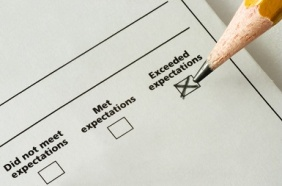 Did not meet
expectations
Met
expectations
Exceeded
expectations